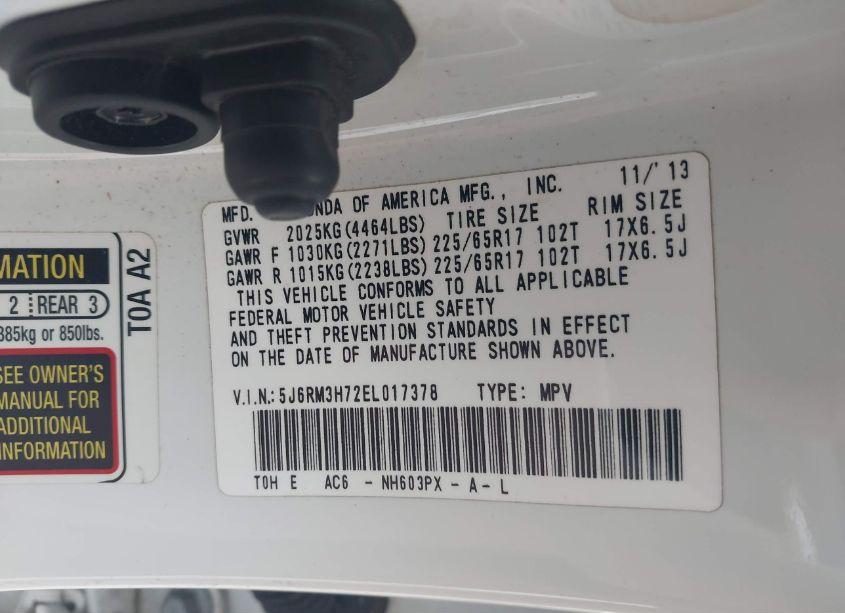 MATION
2 REAR 3
385kg or 850lbs.
SEE OWNER'S
MANUAL FOR
ADDITIONAL
INFORMATION
T0A A2
MFD. ONDA OF AMERICA MFG., INC. 11/'13
GVWR 2025KG(4464LBS) TIRE SIZE RIM SIZE
GAWR F 1030KG(2271LBS) 225/65R17 102T 17X6.5J
GAWR R 1015KG(2238LBS) 225/65R17 102T 17X6.5J
THIS VEHICLE CONFORMS TO ALL APPLICABLE
FEDERAL MOTOR VEHICLE SAFETY
AND THEFT PREVENTION STANDARDS IN EFFECT
ON THE DATE OF MANUFACTURE SHOWN ABOVE.
V.I.N.:5J6RM3H72EL017378 TYPE: MPV
T0H E AC6 - NH603PX - A - L